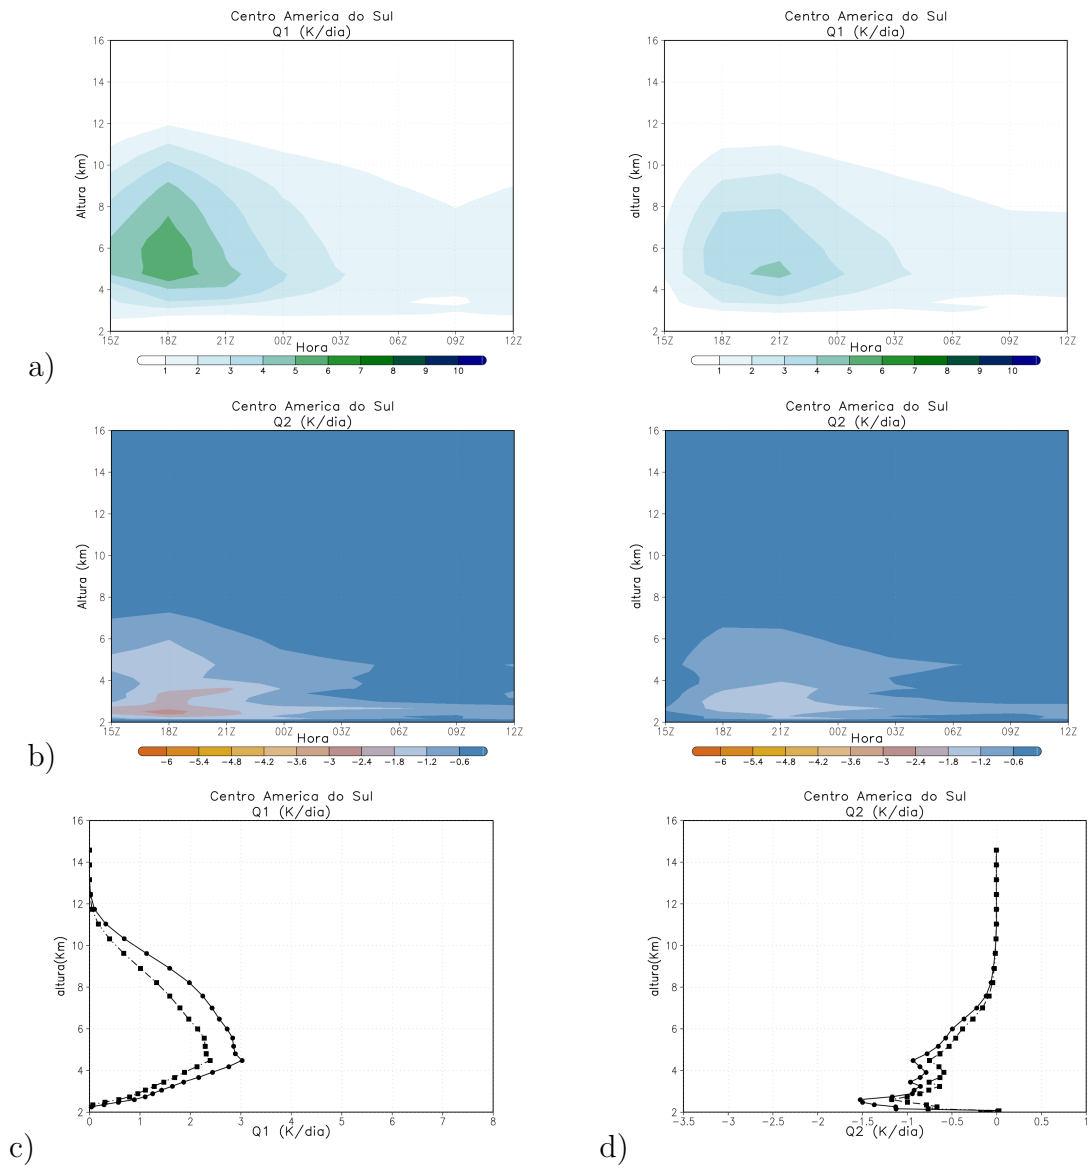 Centro America do Sul
Q1 (K/dia)
16
14
12
10
8
6
4
2
Altura (km)
15Z 18Z 21Z 00Z 03Z 06Z 09Z 12Z
Hora
1 2 3 4 5 6 7 8 9 10
Centro America do Sul
Q1 (K/dia)
16
14
12
10
8
6
4
2
altura (km)
15Z 18Z 21Z 00Z 03Z 06Z 09Z 12Z
Hora
1 2 3 4 5 6 7 8 9 10
a)
Centro America do Sul
Q2 (K/dia)
16
14
12
10
8
6
4
2
Altura (km)
15Z 18Z 21Z 00Z 03Z 06Z 09Z 12Z
Hora
-6 -5.4 -4.8 -4.2 -3.6 -3 -2.4 -1.8 -1.2 -0.6
Centro America do Sul
Q2 (K/dia)
16
14
12
10
8
6
4
2
altura (km)
15Z 18Z 21Z 00Z 03Z 06Z 09Z 12Z
Hora
-6 -5.4 -4.8 -4.2 -3.6 -3 -2.4 -1.8 -1.2 -0.6
b)
Centro America do Sul
Q1 (K/dia)
16
14
12
10
8
6
4
2
altura(Km)
0 1 2 3 4 5 6 7 8
Q1 (K/dia)
c)
Centro America do Sul
Q2 (K/dia)
16
14
12
10
8
6
4
2
altura(Km)
-3.5 -3 -2.5 -2 -1.5 -1 -0.5 0 0.5 1
Q2 (K/dia)
d)